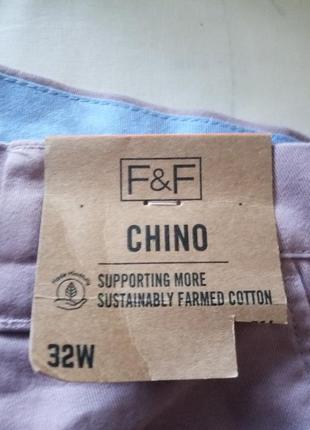 F&F
CHINO
SUPPORTING MORE
SUSTAINABLY FARMED COTTON
32W